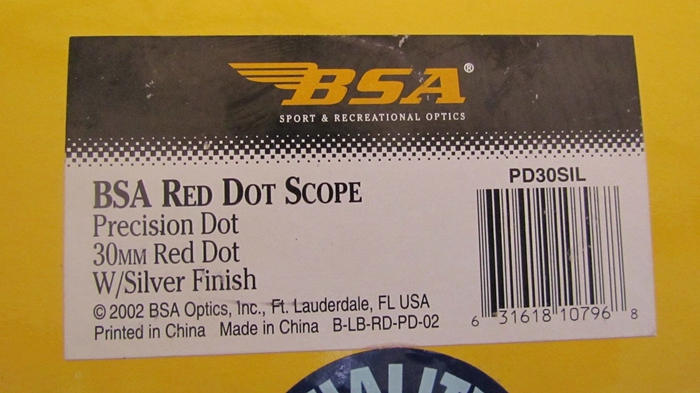 BSA®
SPORT & RECREATIONAL OPTICS
BSA RED DOT SCOPE
Precision Dot
30MM Red Dot
W/Silver Finish
© 2002 BSA Optics, Inc., Ft. Lauderdale, FL USA
Printed in China Made in China B-LB-RD-PD-02
PD30SIL
6 31618 10796 8